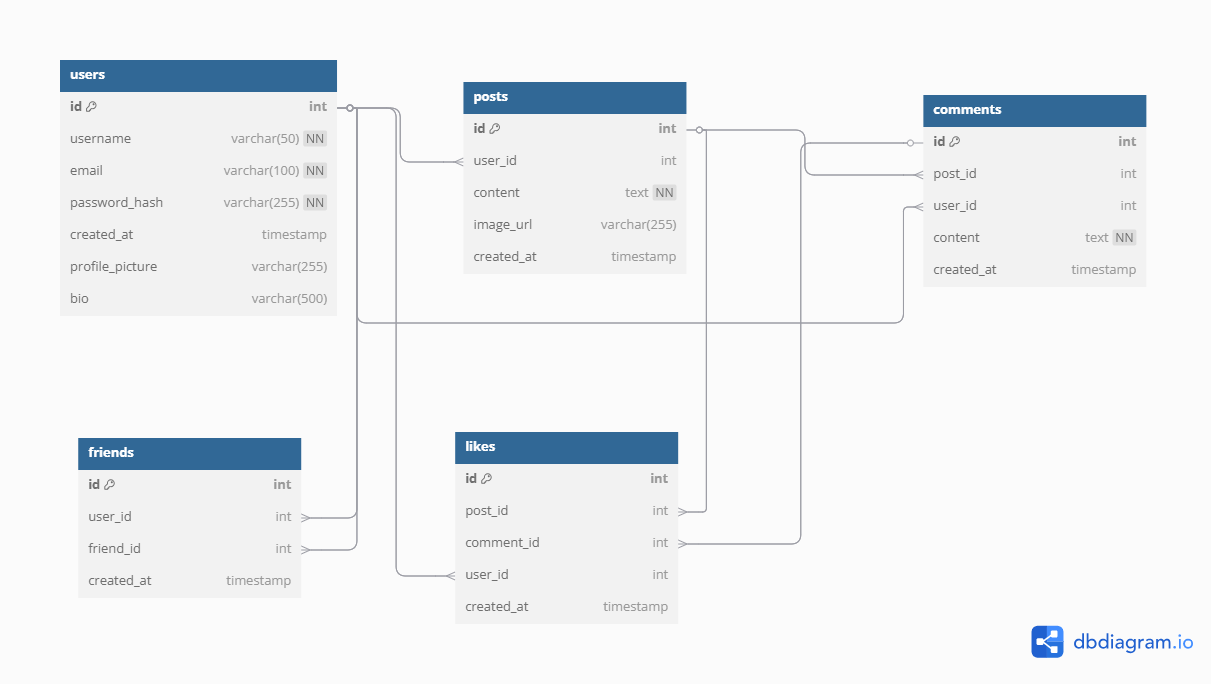 users
id int
username varchar(50) NN
email varchar(100) NN
password_hash varchar(255) NN
created_at timestamp
profile_picture varchar(255)
bio varchar(500)
posts
id int
user_id int
content text NN
image_url varchar(255)
created_at timestamp
comments
id int
post_id int
user_id int
content text NN
created_at timestamp
friends
id int
user_id int
friend_id int
created_at timestamp
likes
id int
post_id int
comment_id int
user_id int
created_at timestamp
dbdiagram.io